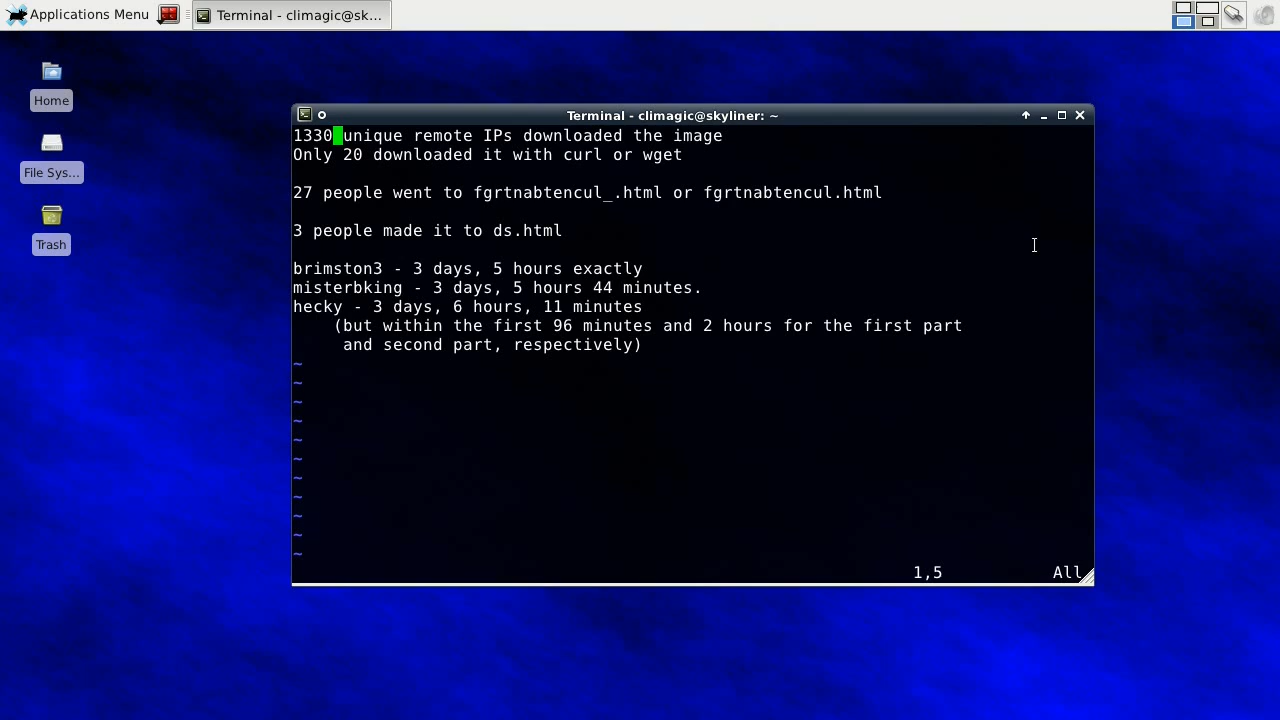 Applications Menu
Terminal - climagic@sk...
Home
File Sys...
Trash
Terminal - climagic@skyliner: ~
1330 unique remote IPs downloaded the image
Only 20 downloaded it with curl or wget
27 people went to fgrtnabtencul_.html or fgrtnabtencul.html
3 people made it to ds.html
brimston3 - 3 days, 5 hours exactly
misterbking - 3 days, 5 hours 44 minutes.
hecky - 3 days, 6 hours, 11 minutes
(but within the first 96 minutes and 2 hours for the first part
and second part, respectively)
~
~
~
~
~
~
~
~
~
~
~
1,5 All